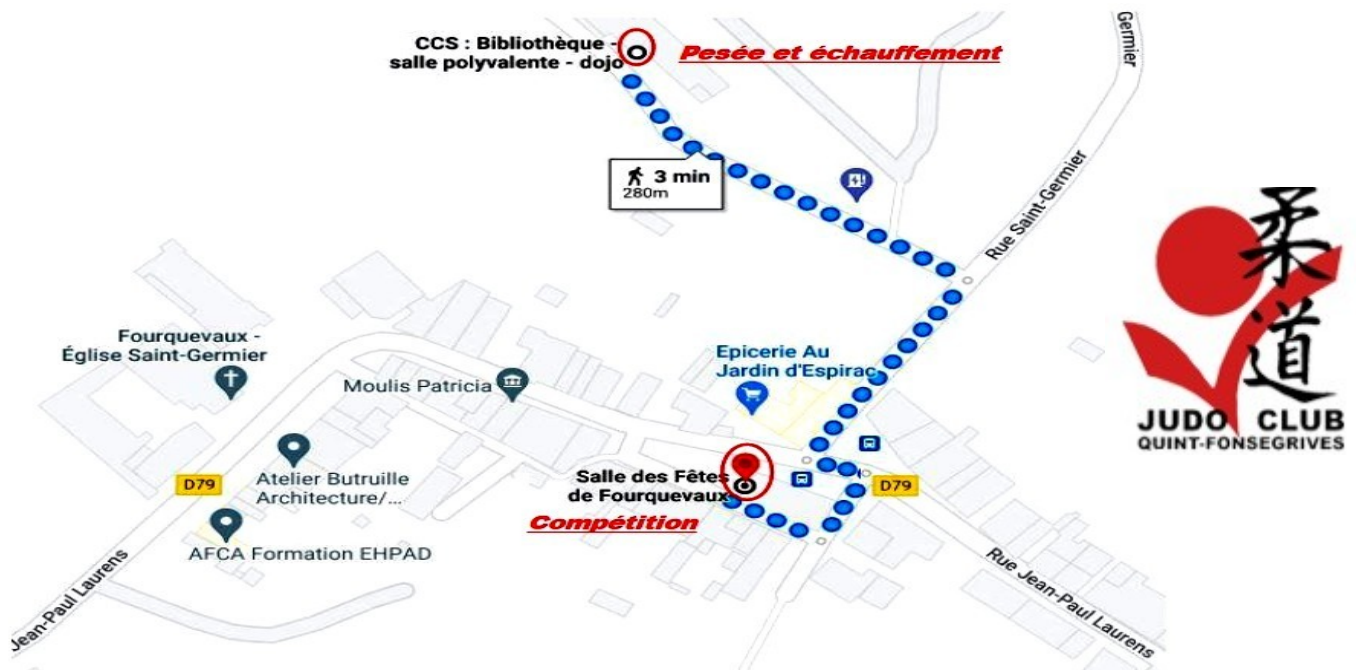 Germier
CCS : Bibliothèque -
salle polyvalente - dojo
Pesée et échauffement
3 min
280m
Rue Saint-Germier
柔道
Fourquevaux -
Église Saint-Germier
Epicerie Au
Jardin d'Espirac
Moulis Patricia
JUDO CLUB
QUINT-FONSEGRIVES
D79
Atelier Butruille
Architecture/...
Salle des Fêtes
de Fourquevaux
D79
Compétition
AFCA Formation EHPAD
Jean-Paul Laurens
Rue Jean-Paul Laurens